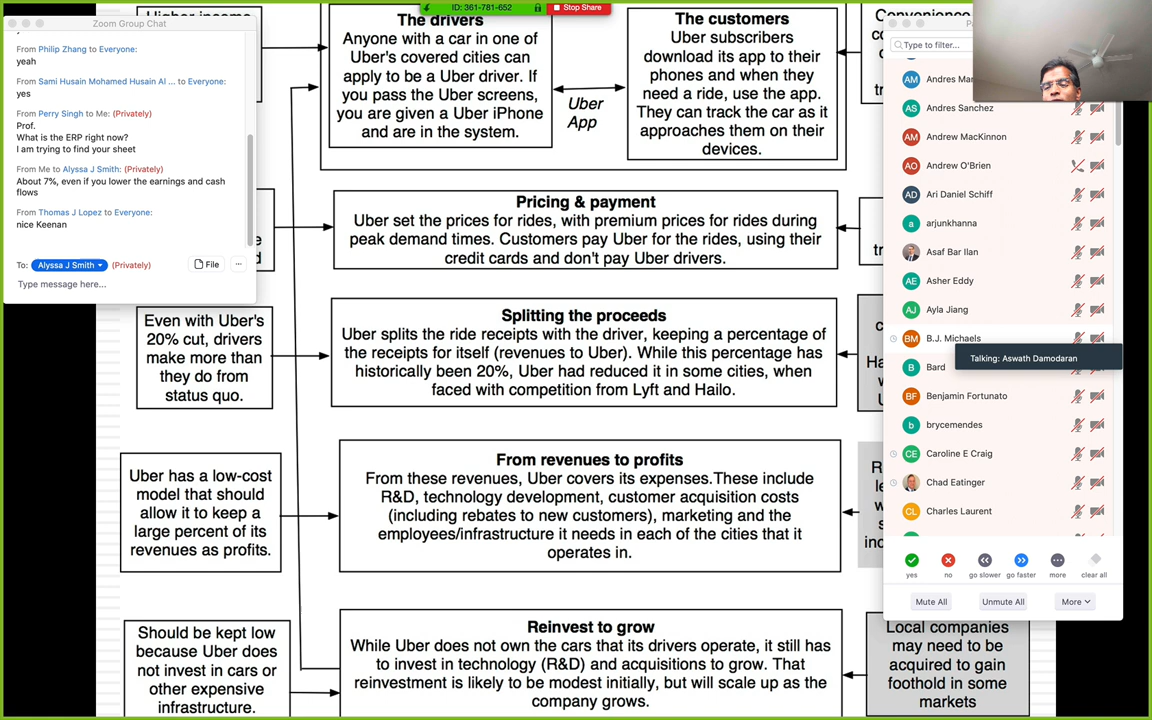 Higher income
Zoom Group Chat
From Philip Zhang to Everyone:
yeah
From Sami Husain Mohamed Husain Al ... to Everyone:
yes
From Perry Singh to Me: (Privately)
Prof.
What is the ERP right now?
I am trying to find your sheet
From Me to Alyssa J Smith: (Privately)
About 7%, even if you lower the earnings and cash
flows
From Thomas J Lopez to Everyone:
nice Keenan
To: Alyssa J Smith (Privately)
File
Type message here...
ID: 361-781-652
Stop Share
The drivers
Anyone with a car in one of
Uber's covered cities can
apply to be a Uber driver. If
you pass the Uber screens,
you are given a Uber iPhone
and are in the system.
Uber
App
The customers
Uber subscribers
download its app to their
phones and when they
need a ride, use the app.
They can track the car as it
approaches them on their
devices.
Convenience
Pricing & payment
Uber set the prices for rides, with premium prices for rides during
peak demand times. Customers pay Uber for the rides, using their
credit cards and don't pay Uber drivers.
Even with Uber's
20% cut, drivers
make more than
they do from
status quo.
Splitting the proceeds
Uber splits the ride receipts with the driver, keeping a percentage of
the receipts for itself (revenues to Uber). While this percentage has
historically been 20%, Uber had reduced it in some cities, when
faced with competition from Lyft and Hailo.
Uber has a low-cost
model that should
allow it to keep a
large percent of its
revenues as profits.
From revenues to profits
From these revenues, Uber covers its expenses.These include
R&D, technology development, customer acquisition costs
(including rebates to new customers), marketing and the
employees/infrastructure it needs in each of the cities that it
operates in.
Should be kept low
because Uber does
not invest in cars or
other expensive
infrastructure.
Reinvest to grow
While Uber does not own the cars that its drivers operate, it still has
to invest in technology (R&D) and acquisitions to grow. That
reinvestment is likely to be modest initially, but will scale up as the
company grows.
Local companies
may need to be
acquired to gain
foothold in some
markets
Type to filter...
AM Andres Mar
AS Andres Sanchez
AM Andrew MacKinnon
AO Andrew O'Brien
AD Ari Daniel Schiff
a arjunkhanna
Asaf Bar Ilan
AE Asher Eddy
AJ Ayla Jiang
BM B.J. Michaels
Talking: Aswath Damodaran
B Bard
BF Benjamin Fortunato
b brycemendes
CE Caroline E Craig
Chad Eatinger
CL Charles Laurent
yes
no
go slower
go faster
more
clear all
Mute All
Unmute All
More